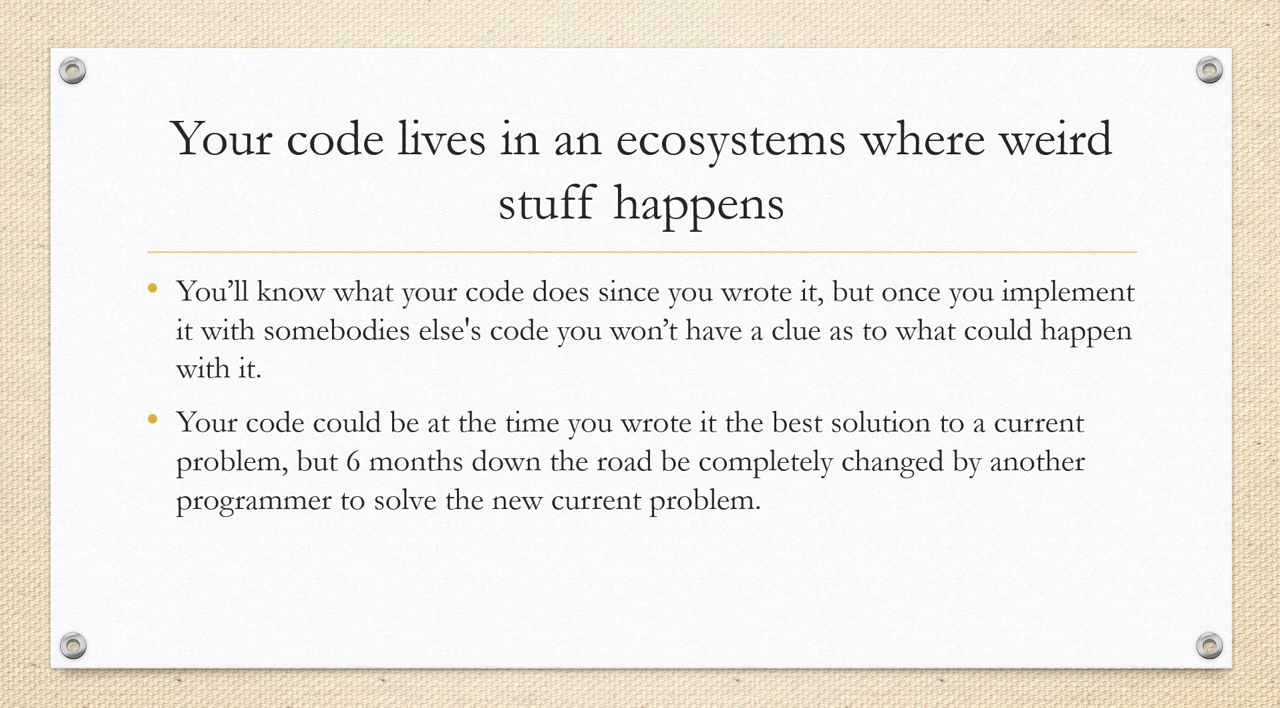 Your code lives in an ecosystems where weird
stuff happens
• You’ll know what your code does since you wrote it, but once you implement
it with somebodies else's code you won’t have a clue as to what could happen
with it.
• Your code could be at the time you wrote it the best solution to a current
problem, but 6 months down the road be completely changed by another
programmer to solve the new current problem.